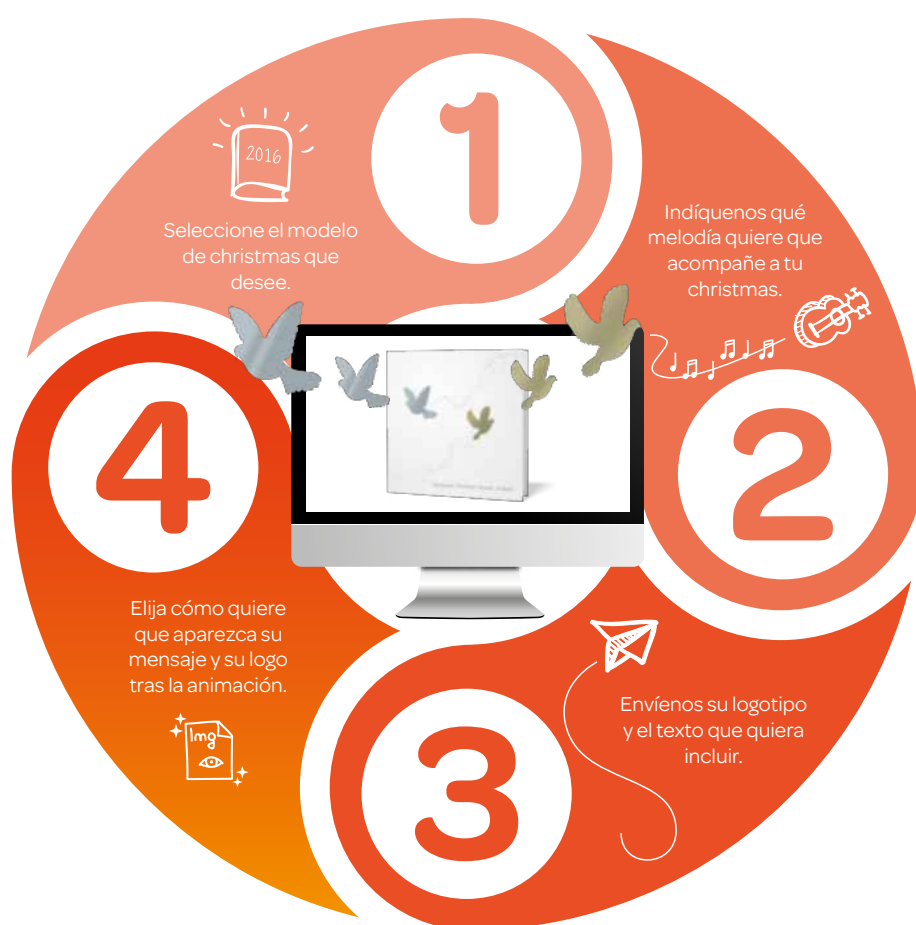 1
2016
Seleccione el modelo
de christmas que
desee.
Indíquenos qué
melodía quiere que
acompañe a tu
christmas.
2
3
Envíenos su logotipo
y el texto que quiera
incluir.
4
Elija cómo quiere
que aparezca su
mensaje y su logo
tras la animación.
Img